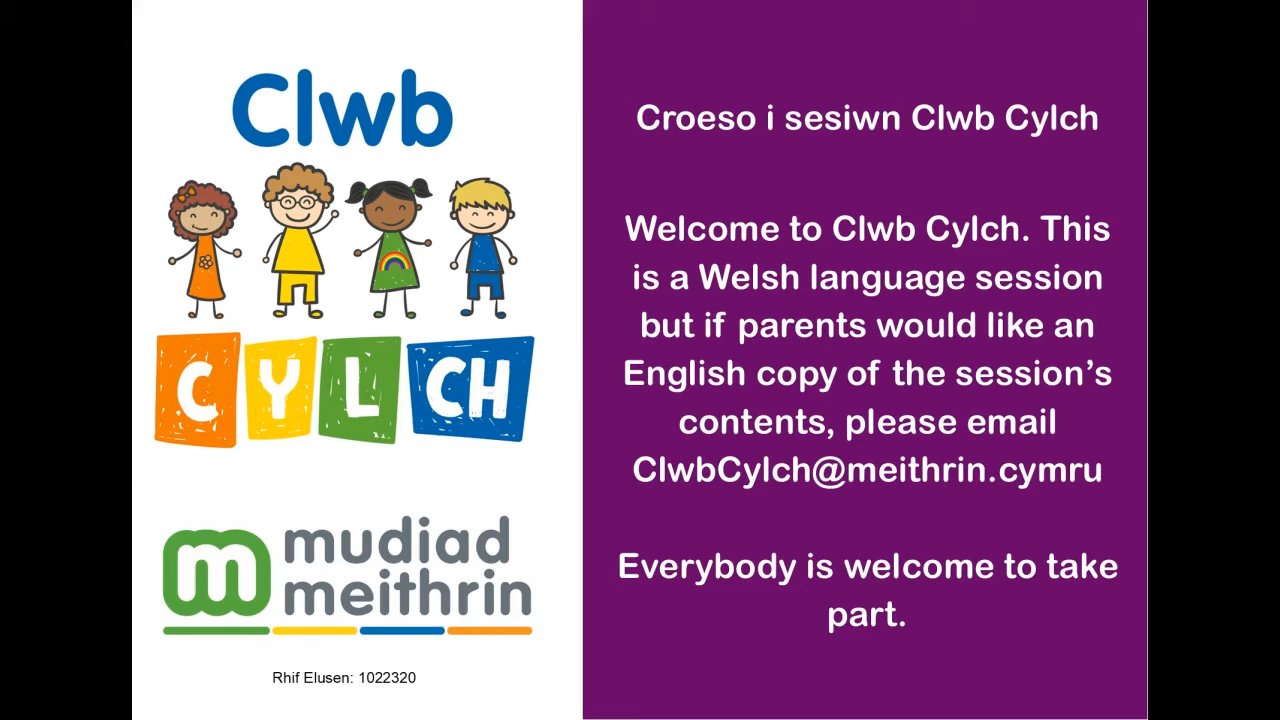 Clwb
CYLCH
m mudiad
meithrin
Rhif Elusen: 1022320
Croeso i sesiwn Clwb Cylch
Welcome to Clwb Cylch. This
is a Welsh language session
but if parents would like an
English copy of the session’s
contents, please email
ClwbCylch@meithrin.cymru
Everybody is welcome to take
part.